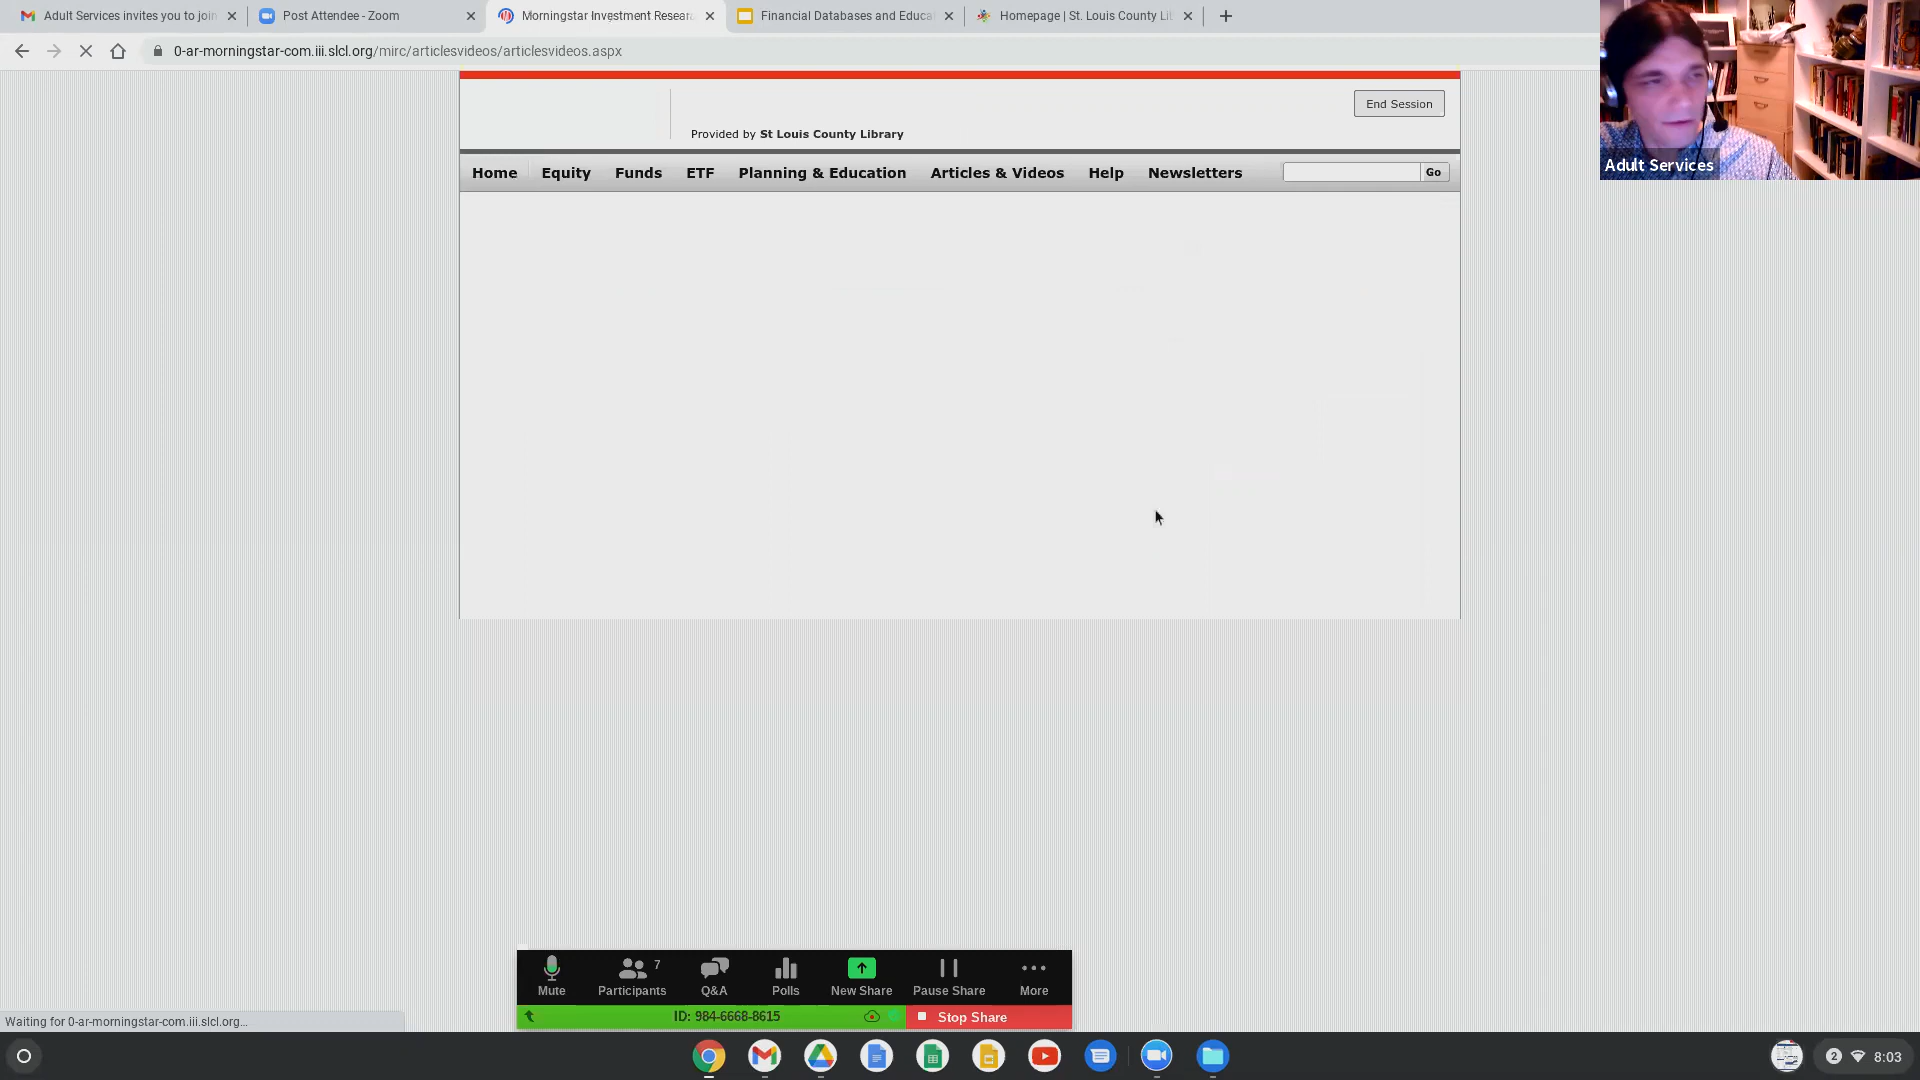 Adult Services invites you to join
Post Attendee - Zoom
Morningstar Investment Resear
Financial Databases and Educa
Homepage | St. Louis County Li
0-ar-morningstar-com.iii.slcl.org/mirc/articlesvideos/articlesvideos.aspx
Adult Services
End Session
Provided by St Louis County Library
Home Equity Funds ETF Planning & Education Articles & Videos Help Newsletters Go
Mute
Participants 7
Q&A
Polls
New Share
Pause Share
More
ID: 984-6668-8615
Stop Share
Waiting for 0-ar-morningstar-com.iii.slcl.org...
2 8:03